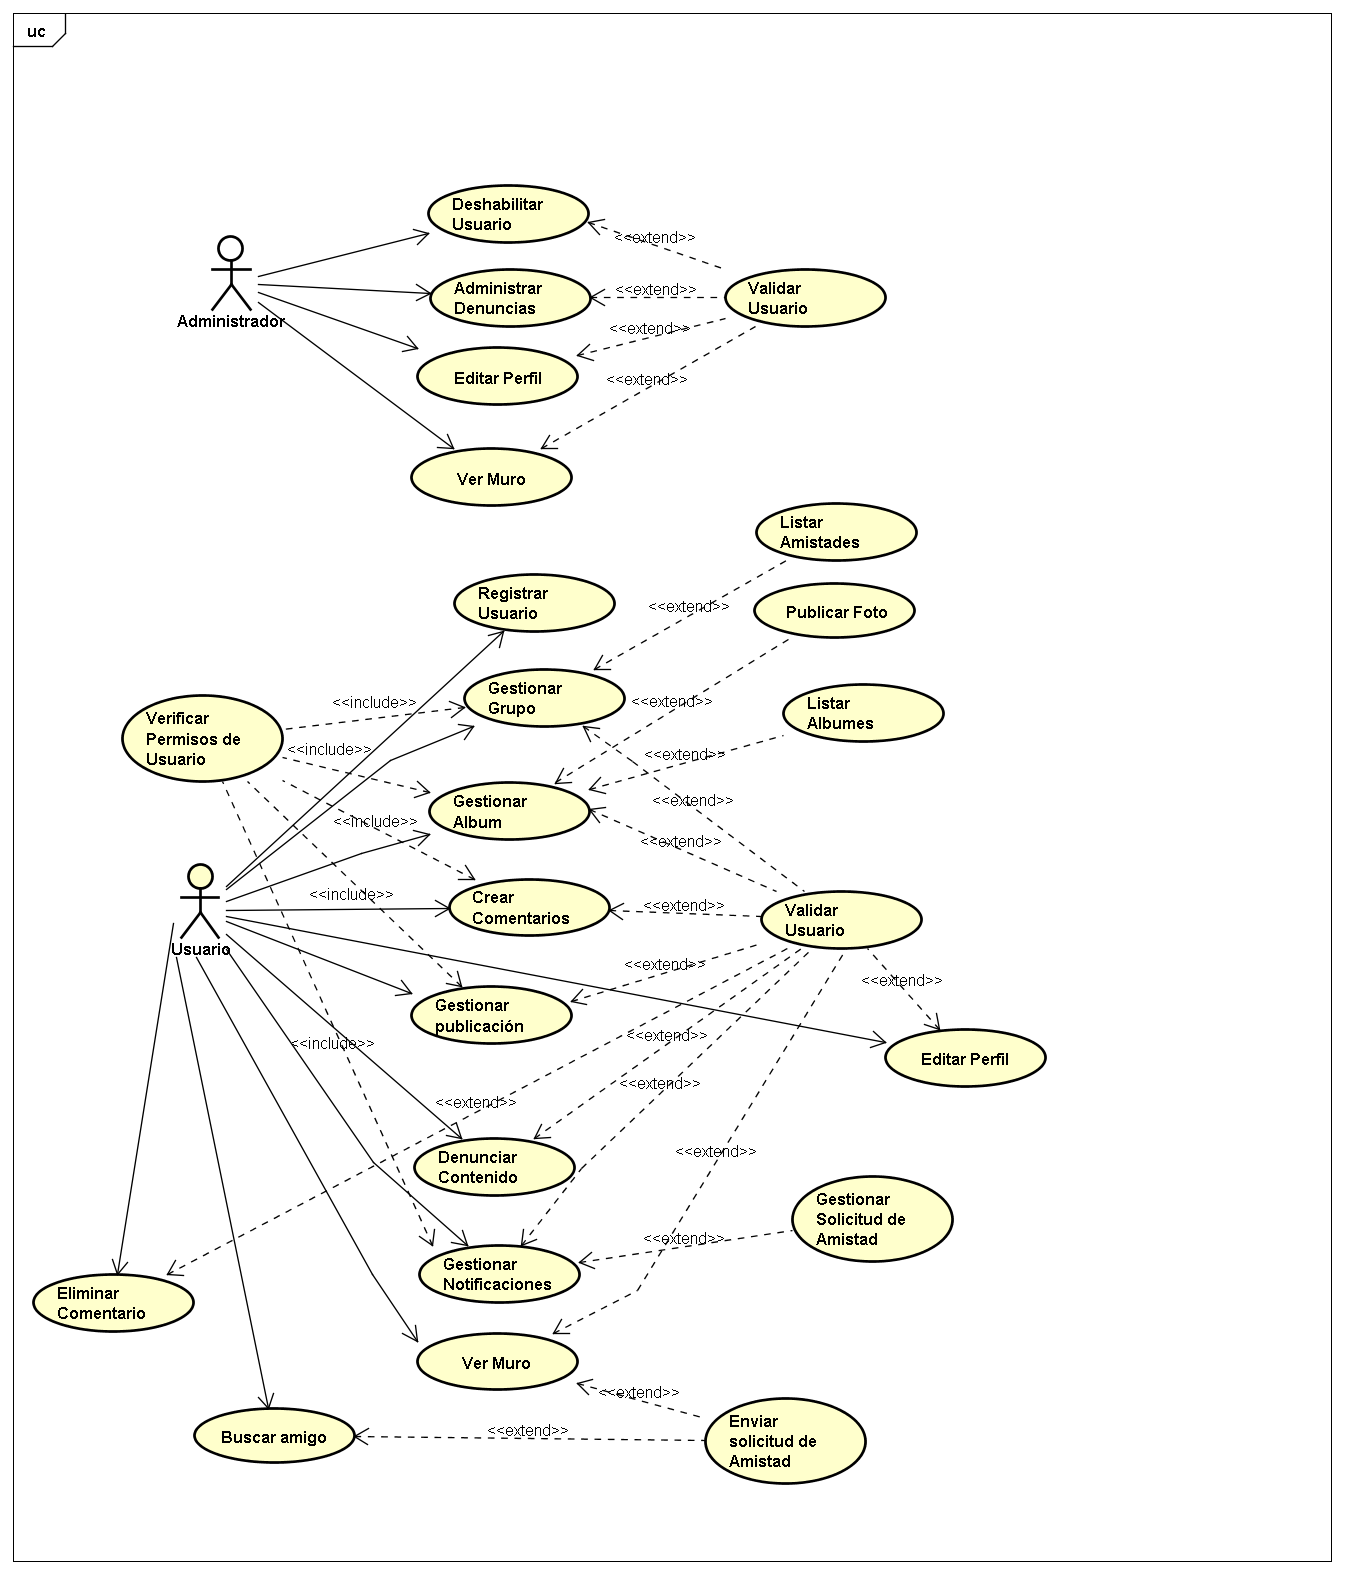 uc
Deshabilitar
Usuario
<<extend>>
Administrar
Denuncias
<<extend>>
Validar
Usuario
Administrador
<<extend>>
Editar Perfil
<<extend>>
Ver Muro
Listar
Amistades
Registrar
Usuario
<<extend>>
Publicar Foto
Gestionar
Grupo
<<include>>
<<extend>>
Listar
Albumes
Verificar
Permisos de
Usuario
<<include>>
<<extend>>
Gestionar
Album
<<extend>>
<<include>>
<<extend>>
Crear
Comentarios
<<include>>
<<extend>>
Validar
Usuario
Usuario
<<extend>>
<<extend>>
Gestionar
publicación
<<include>>
<<extend>>
Editar Perfil
<<extend>>
<<extend>>
Denunciar
Contenido
<<extend>>
Gestionar
Solicitud de
Amistad
<<extend>>
Gestionar
Notificaciones
Eliminar
Comentario
Ver Muro
<<extend>>
Buscar amigo
<<extend>>
Enviar
solicitud de
Amistad